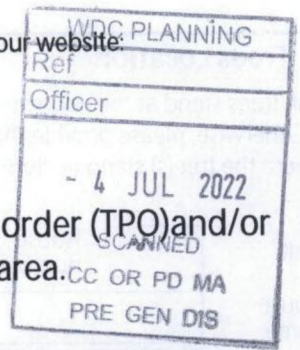 our website:
WDC PLANNING
Ref
Officer
- 4 JUL 2022
order (TPO)and/or
SCANNED
area.
CC OR PD MA
PRE GEN DIS